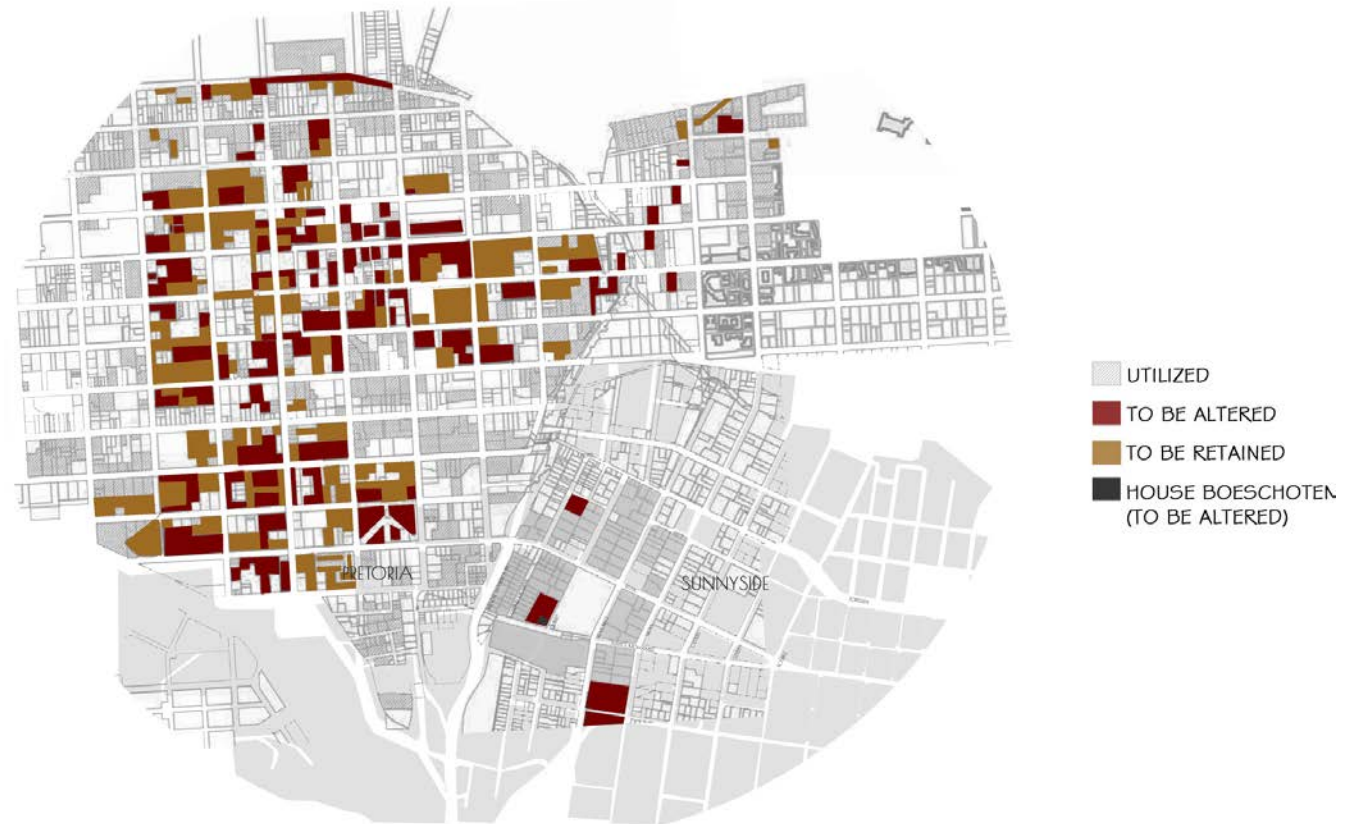 UTILIZED
TO BE ALTERED
TO BE RETAINED
HOUSE BOESCHOTEN
(TO BE ALTERED)
PRETORIA
SUNNYSIDE